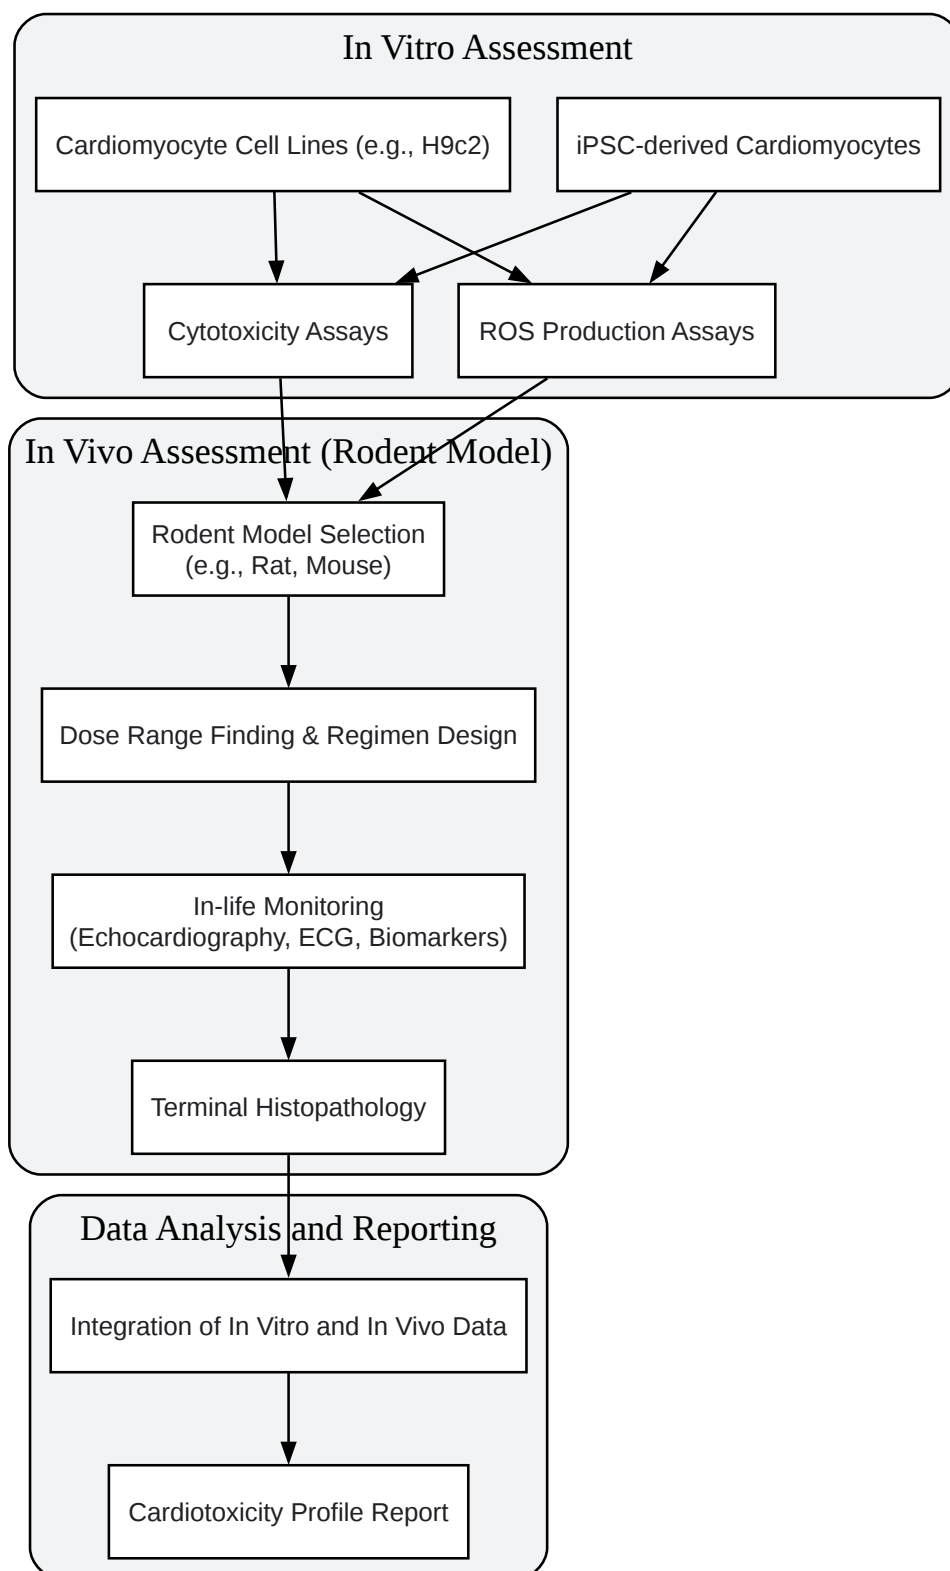 In Vitro Assessment
Cardiomyocyte Cell Lines (e.g., H9c2)
iPSC-derived Cardiomyocytes
Cytotoxicity Assays
ROS Production Assays
In Vivo Assessment (Rodent Model)
Rodent Model Selection
(e.g., Rat, Mouse)
Dose Range Finding & Regimen Design
In-life Monitoring
(Echocardiography, ECG, Biomarkers)
Terminal Histopathology
Data Analysis and Reporting
Integration of In Vitro and In Vivo Data
Cardiotoxicity Profile Report